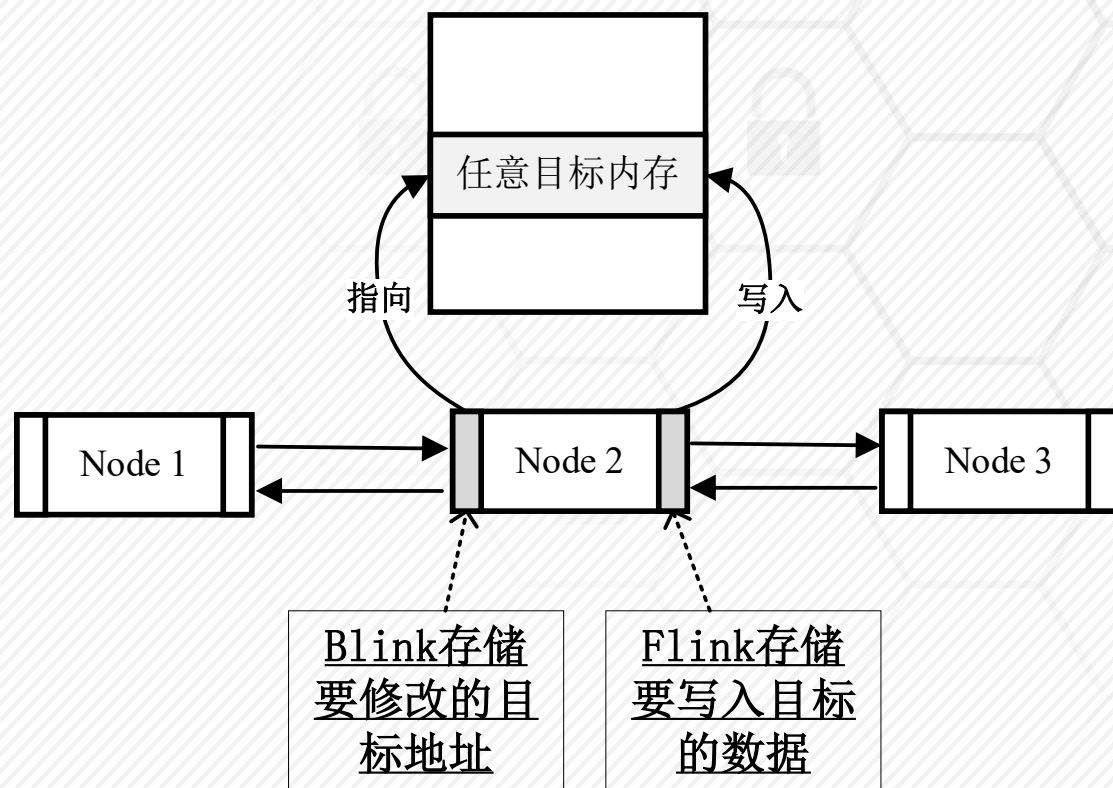 任意目标内存
指向
写入
Node 1
Node 2
Node 3
Blink存储
要修改的目
标地址
Flink存储
要写入目标
的数据